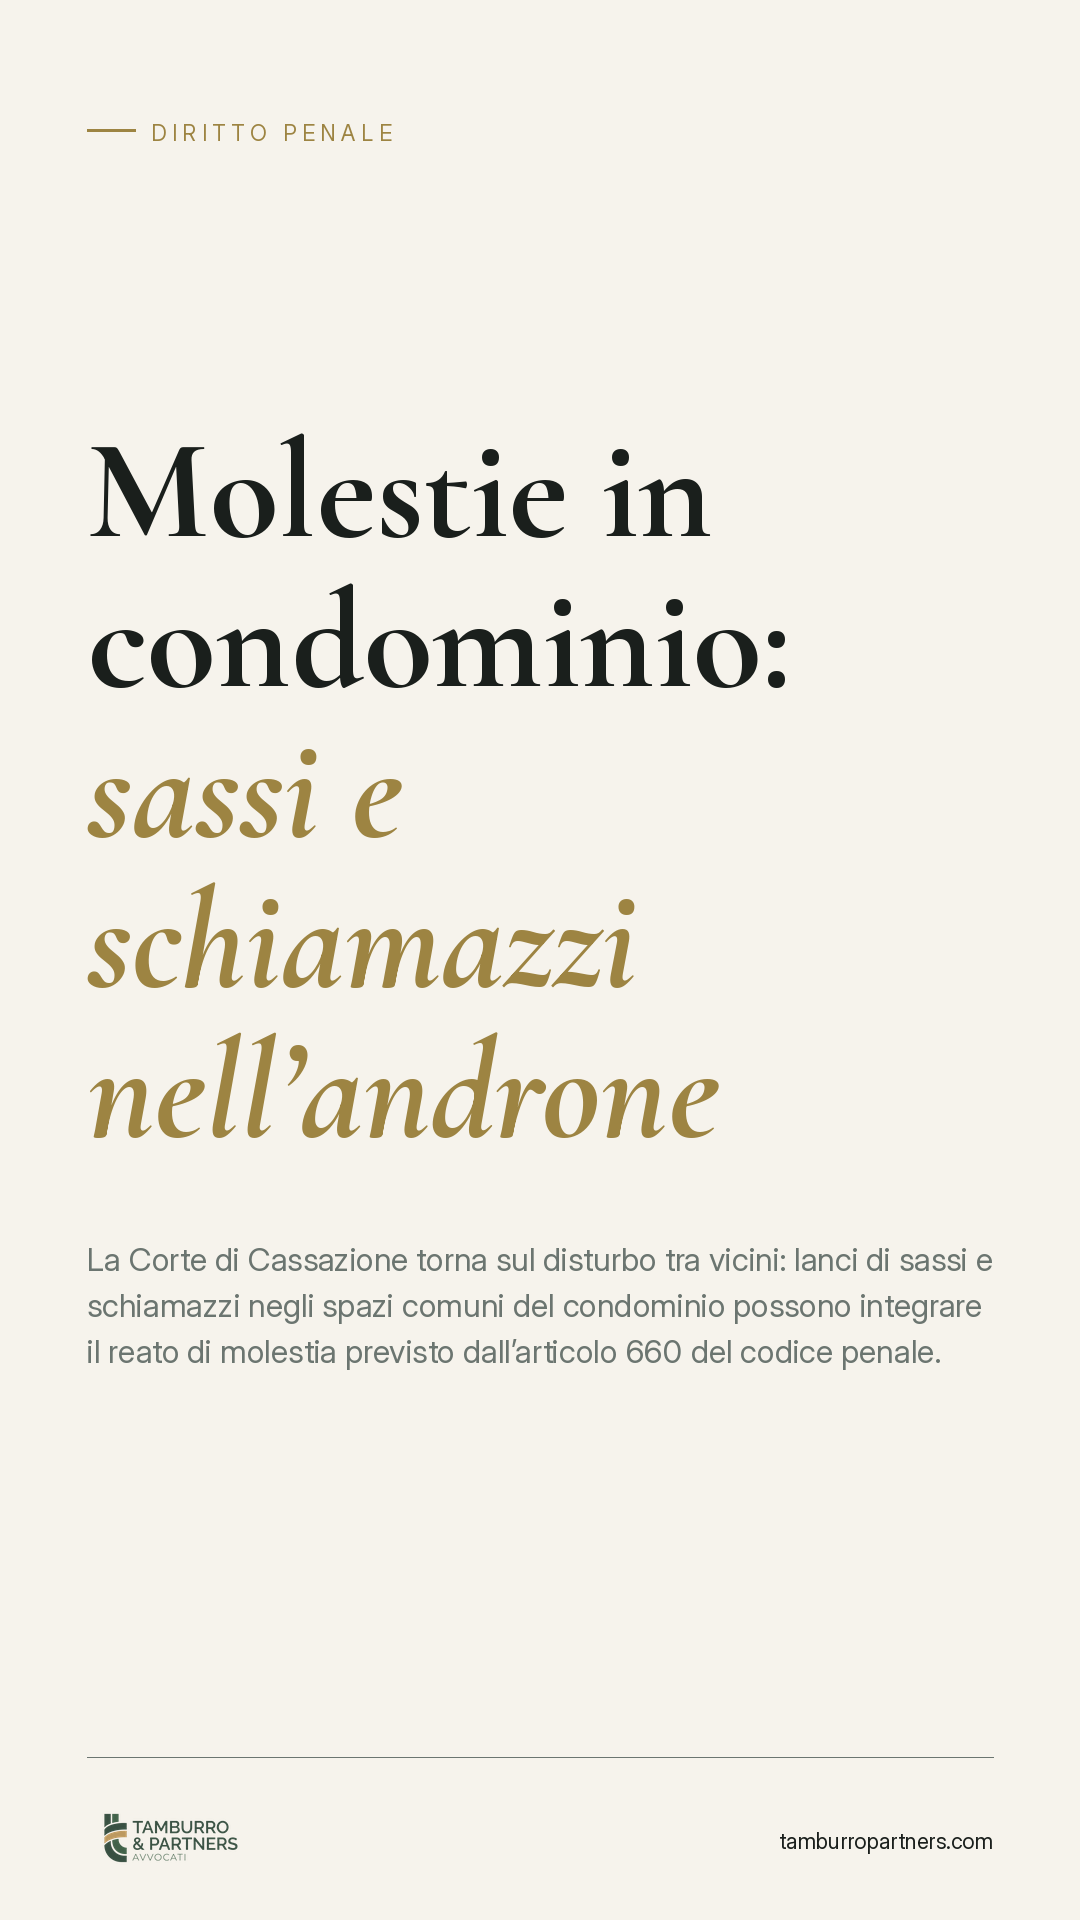 DIRITTO PENALE
Molestie in
condominio:
sassi e
schiamazzi
nell’androne
La Corte di Cassazione torna sul disturbo tra vicini: lanci di sassi e
schiamazzi negli spazi comuni del condominio possono integrare
il reato di molestia previsto dall’articolo 660 del codice penale.
TAMBURRO
& PARTNERS
AVVOCATI
tamburropartners.com